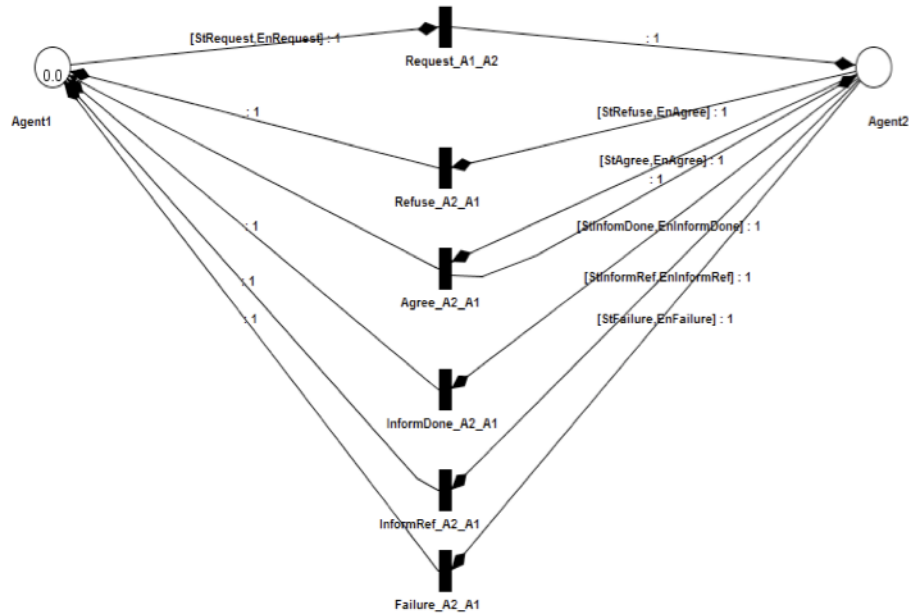 [StRequest,EnRequest] : 1
: 1
Request_A1_A2
0.0
Agent1
Agent2
: 1
[StRefuse,EnAgree] : 1
[StAgree,EnAgree] : 1
: 1
Refuse_A2_A1
: 1
[StInfomDone,EnInformDone] : 1
: 1
[StInformRef,EnInformRef] : 1
Agree_A2_A1
: 1
[StFailure,EnFailure] : 1
InformDone_A2_A1
InformRef_A2_A1
Failure_A2_A1